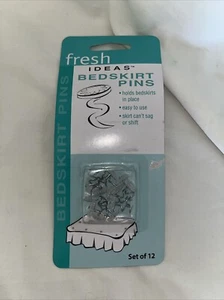 fresh
IDEAS™
BEDSKIRT
PINS
• holds bedskirts
in place
• easy to use
• skirt can't sag
or shift
BEDSKIRT PINS
Set of 12